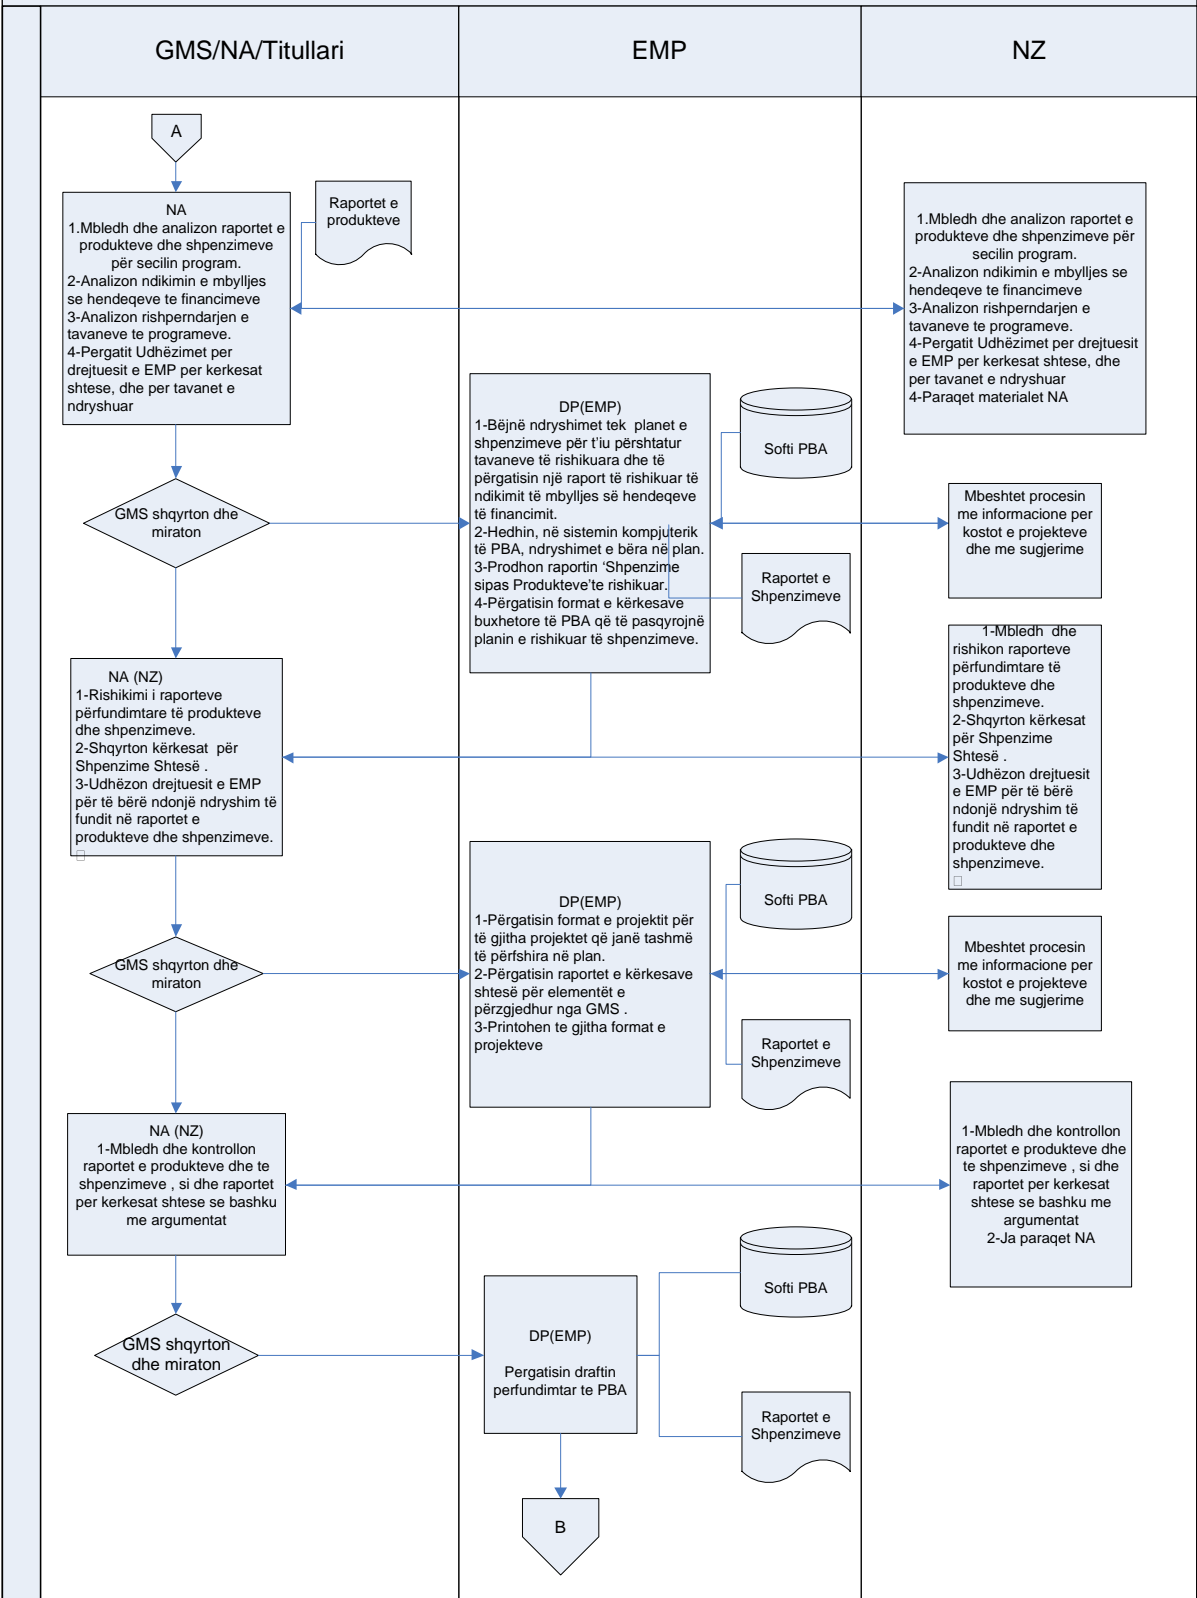 GMS/NA/Titullari
EMP
NZ
A
NA
1.Mbledh dhe analizon raportet e
produkteve dhe shpenzimeve
për secilin program.
2-Analizon ndikimin e mbylljes
se hendeqeve te financimeve
3-Analizon rishperndarjen e
tavaneve te programeve.
4-Pergatit Udhëzimet per
drejtuesit e EMP per kerkesat
shtese, dhe per tavanet e
ndryshuar
Raportet e
produkteve
1.Mbledh dhe analizon raportet e
produkteve dhe shpenzimeve për
secilin program.
2-Analizon ndikimin e mbylljes se
hendeqeve te financimeve
3-Analizon rishperndarjen e
tavaneve te programeve.
4-Pergatit Udhëzimet per drejtuesit
e EMP per kerkesat shtese, dhe
per tavanet e ndryshuar
4-Paraqet materialet NA
GMS shqyrton dhe
miraton
DP(EMP)
1-Bëjnë ndryshimet tek  planet e
shpenzimeve për t’iu përshtatur
tavaneve të rishikuara dhe të
përgatisin një raport të rishikuar të
ndikimit të mbylljes së hendeqeve
të financimit.
2-Hedhin, në sistemin kompjuterik
të PBA, ndryshimet e bëra në plan.
3-Prodhon raportin ‘Shpenzime
sipas Produkteve’te rishikuar.
4-Përgatisin format e kërkesave
buxhetore të PBA që të pasqyrojnë
planin e rishikuar të shpenzimeve.
Softi PBA
Raportet e
Shpenzimeve
Mbeshtet procesin
me informacione per
kostot e projekteve
dhe me sugjerime
NA (NZ)
1-Rishikimi i raporteve
përfundimtare të produkteve
dhe shpenzimeve.
2-Shqyrton kërkesat  për
Shpenzime Shtesë .
3-Udhëzon drejtuesit e EMP
për të bërë ndonjë ndryshim të
fundit në raportet e
produkteve dhe shpenzimeve.
1-Mbledh  dhe
rishikon raporteve
përfundimtare të
produkteve dhe
shpenzimeve.
2-Shqyrton kërkesat
për Shpenzime
Shtesë .
3-Udhëzon drejtuesit
e EMP për të bërë
ndonjë ndryshim të
fundit në raportet e
produkteve dhe
shpenzimeve.
GMS shqyrton dhe
miraton
DP(EMP)
1-Përgatisin format e projektit për
të gjitha projektet që janë tashmë
të përfshira në plan.
2-Përgatisin raportet e kërkesave
shtesë për elementët e
përzgjedhur nga GMS .
3-Printohen te gjitha format e
projekteve
Softi PBA
Raportet e
Shpenzimeve
Mbeshtet procesin
me informacione per
kostot e projekteve
dhe me sugjerime
NA (NZ)
1-Mbledh dhe kontrollon
raportet e produkteve dhe te
shpenzimeve , si dhe raportet
per kerkesat shtese se bashku
me argumentat
1-Mbledh dhe kontrollon
raportet e produkteve dhe
te shpenzimeve , si dhe
raportet per kerkesat
shtese se bashku me
argumentat
2-Ja paraqet NA
GMS shqyrton
dhe miraton
DP(EMP)
Pergatisin draftin
perfundimtar te PBA
Softi PBA
Raportet e
Shpenzimeve
B